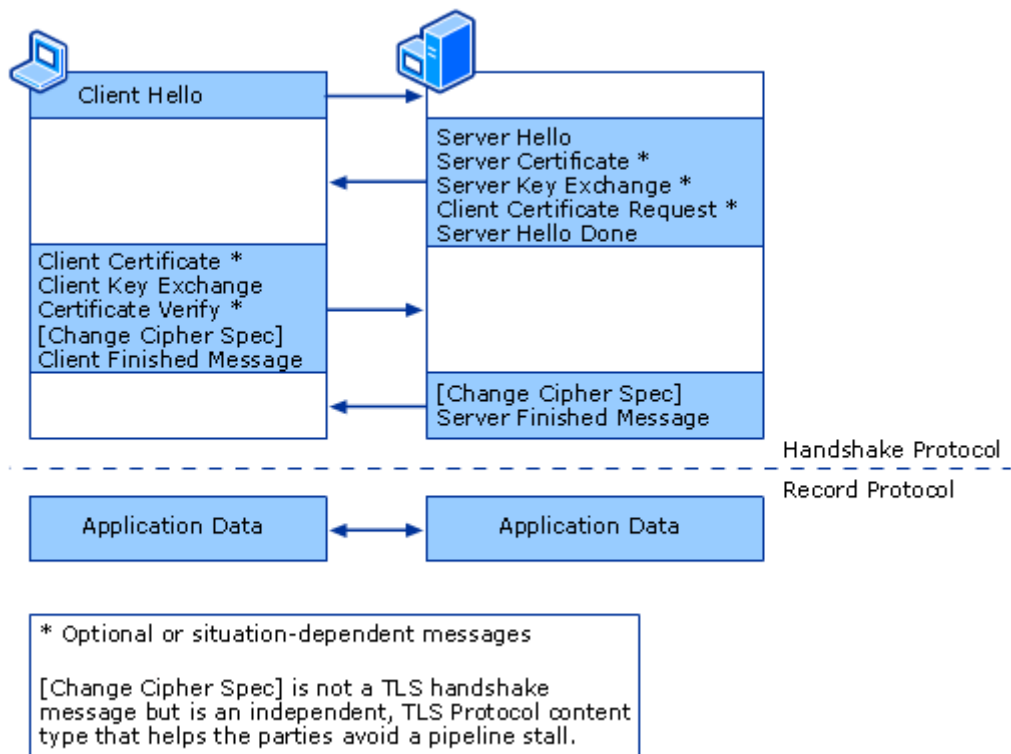 Client Hello
Server Hello
Server Certificate *
Server Key Exchange *
Client Certificate Request *
Server Hello Done
Client Certificate *
Client Key Exchange
Certificate Verify *
[Change Cipher Spec]
Client Finished Message
[Change Cipher Spec]
Server Finished Message
Handshake Protocol
Record Protocol
Application Data
Application Data
* Optional or situation-dependent messages
[Change Cipher Spec] is not a TLS handshake
message but is an independent, TLS Protocol content
type that helps the parties avoid a pipeline stall.